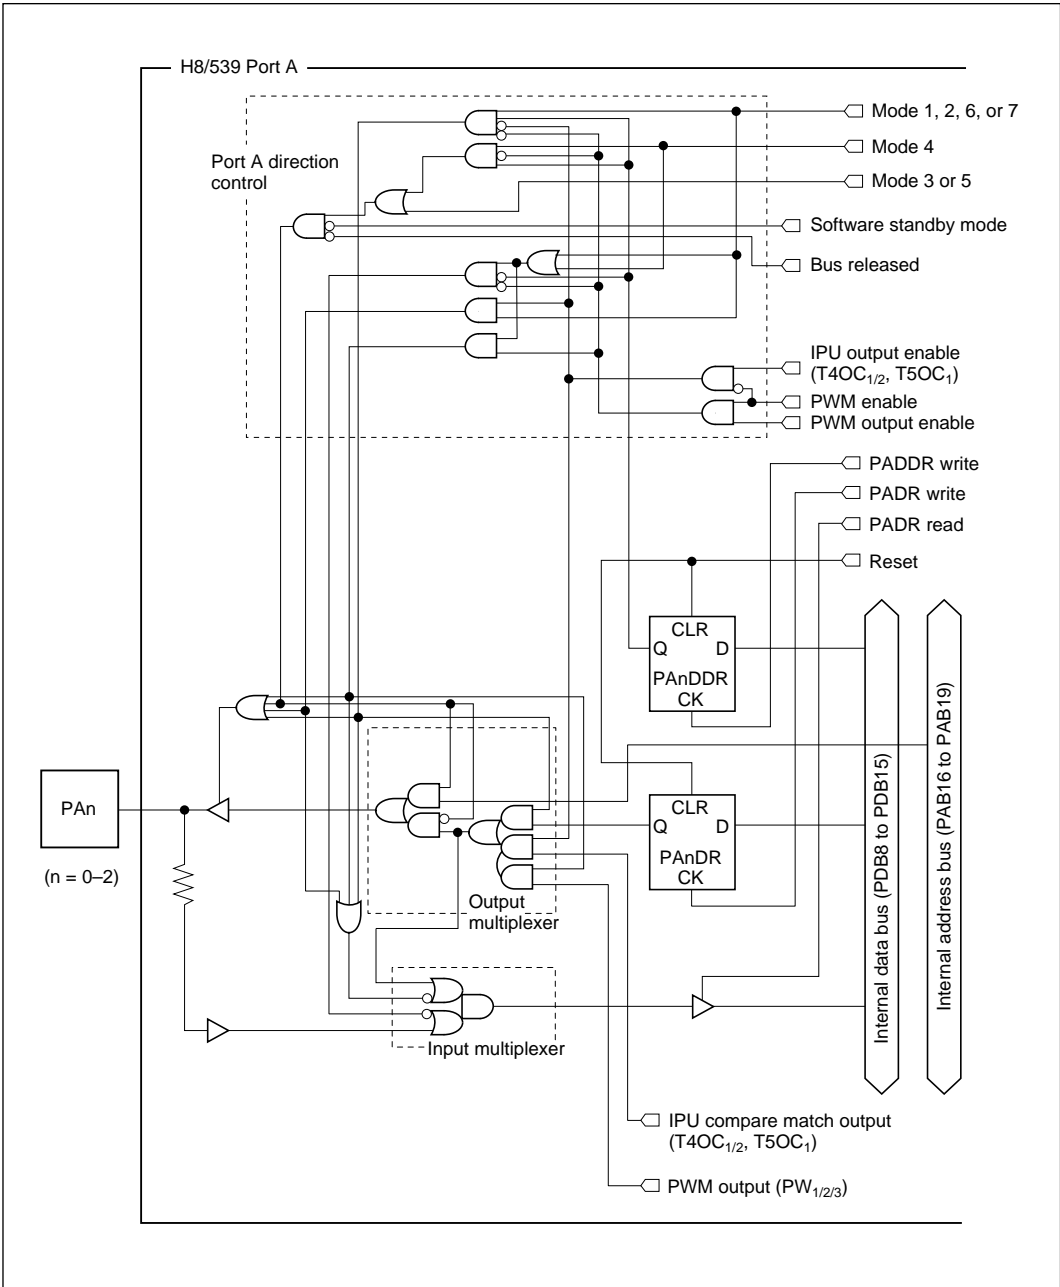 H8/539 Port A
Mode 1, 2, 6, or 7
Mode 4
Port A direction
control
Mode 3 or 5
Software standby mode
Bus released
IPU output enable
(T4OC1/2, T5OC1)
PWM enable
PWM output enable
PADDR write
PADR write
PADR read
Reset
CLR
Q D
PAnDDR
CK
PAn
(n = 0–2)
CLR
Q D
PAnDR
CK
Output
multiplexer
Input multiplexer
Internal data bus (PDB8 to PDB15)
Internal address bus (PAB16 to PAB19)
IPU compare match output
(T4OC1/2, T5OC1)
PWM output (PW1/2/3)